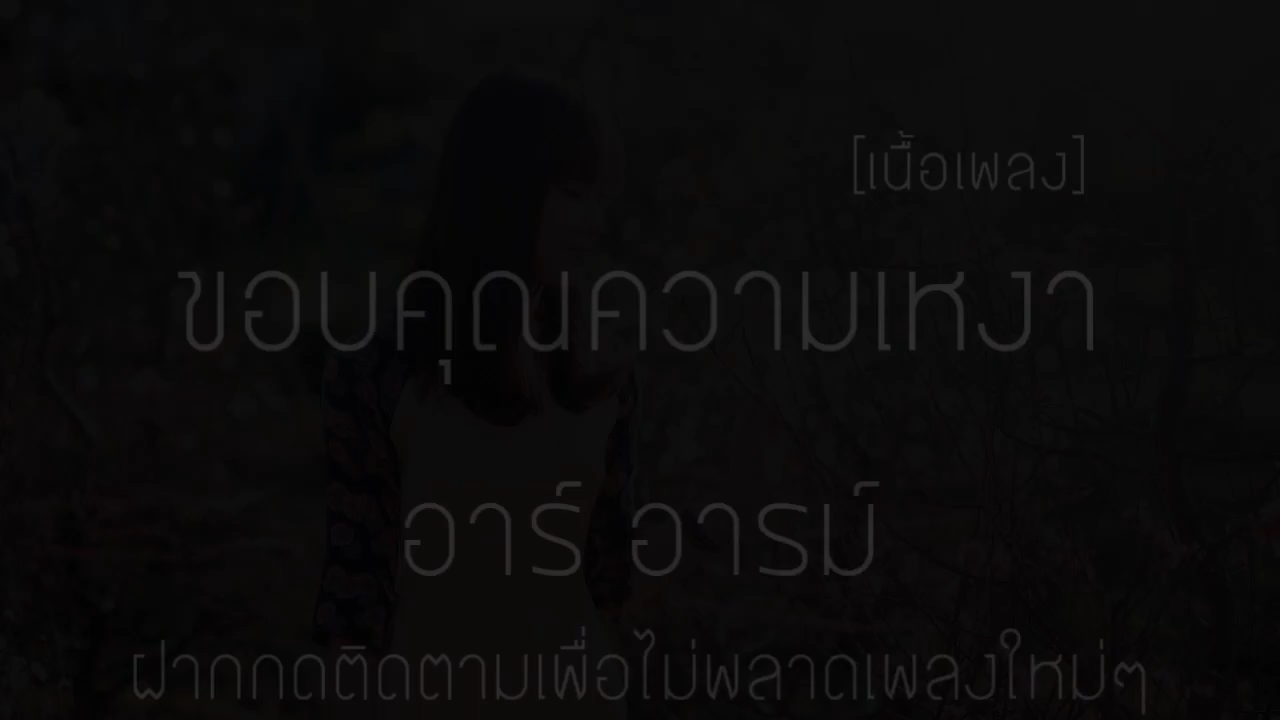 [เนื้อเพลง]
ขอบคุณความเหงา
อาร์ อารม์
ฝากกดติดตามเพื่อไม่พลาดเพลงใหม่ๆ